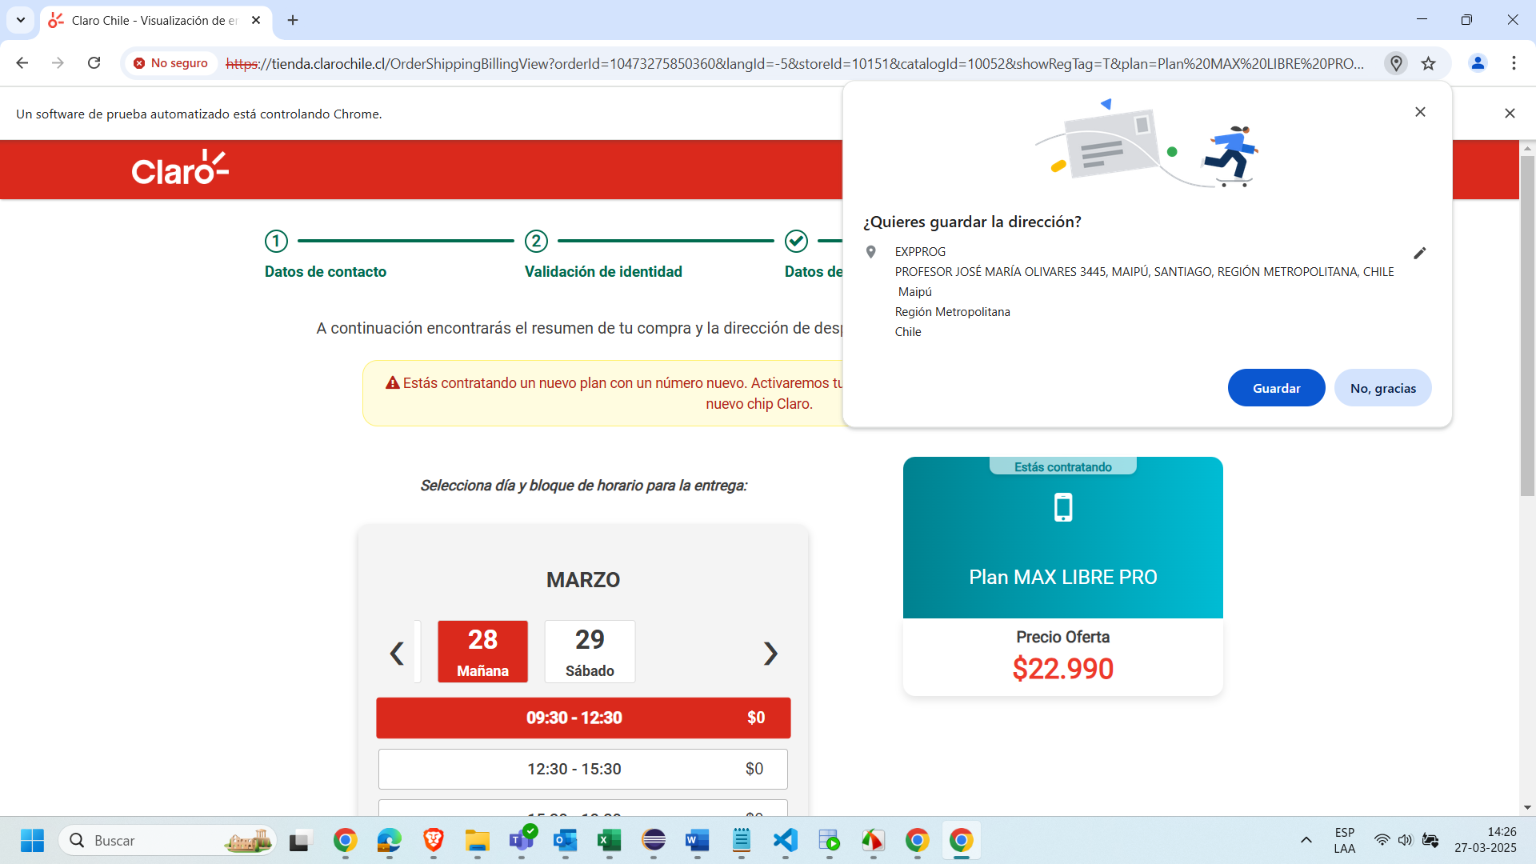 Claro Chile - Visualización de e
No seguro
https://tienda.clarochile.cl/OrderShippingBillingView?orderId=10473275850360&langId=-5&storeId=10151&catalogId=10052&showRegTag=T&plan=Plan%20MAX%20LIBRE%20PRO...
Un software de prueba automatizado está controlando Chrome.
Claro
¿Quieres guardar la dirección?
EXPPROG
PROFESOR JOSÉ MARÍA OLIVARES 3445, MAIPÚ, SANTIAGO, REGIÓN METROPOLITANA, CHILE
Maipú
Región Metropolitana
Chile
Guardar
No, gracias
1
2
Datos de contacto
Validación de identidad
Datos de
A continuación encontrarás el resumen de tu compra y la dirección de desp
Estás contratando un nuevo plan con un número nuevo. Activaremos tu
nuevo chip Claro.
Selecciona día y bloque de horario para la entrega:
MARZO
28
Mañana
29
Sábado
09:30 - 12:30 $0
12:30 - 15:30 $0
Estás contratando
Plan MAX LIBRE PRO
Precio Oferta
$22.990
Buscar
ESP
LAA
14:26
27-03-2025